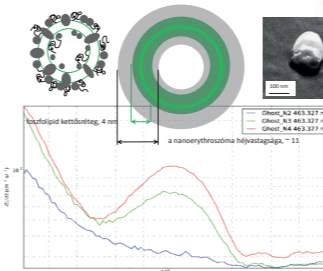 100 nm
foszfolipid kettősréteg, 4 nm
a nanoerythroszóma héjvastagsága, ~ 11
Ghost_N2 463.327 r
Ghost_N3 463.327 r
Ghost_N4 463.327 r